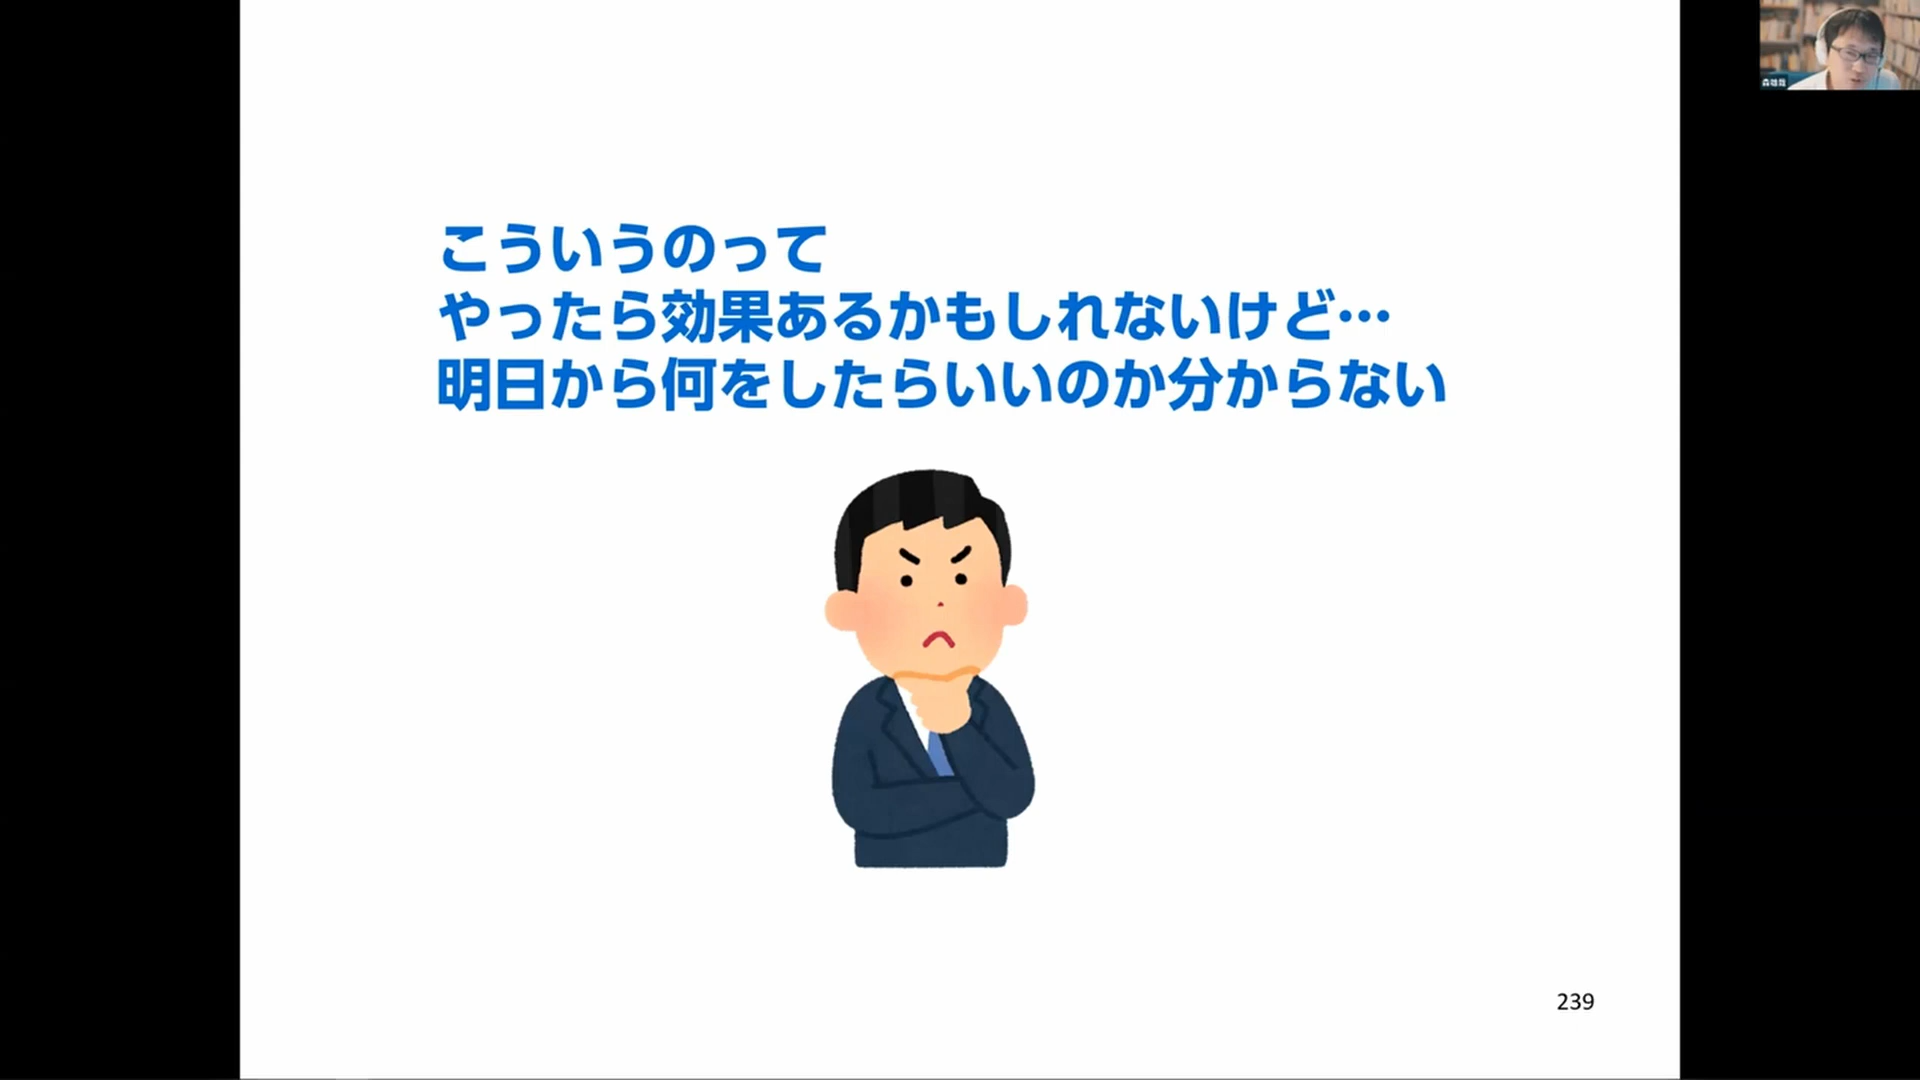 こういうのって
やったら効果あるかもしれないけど…
明日から何をしたらいいのか分からない
239